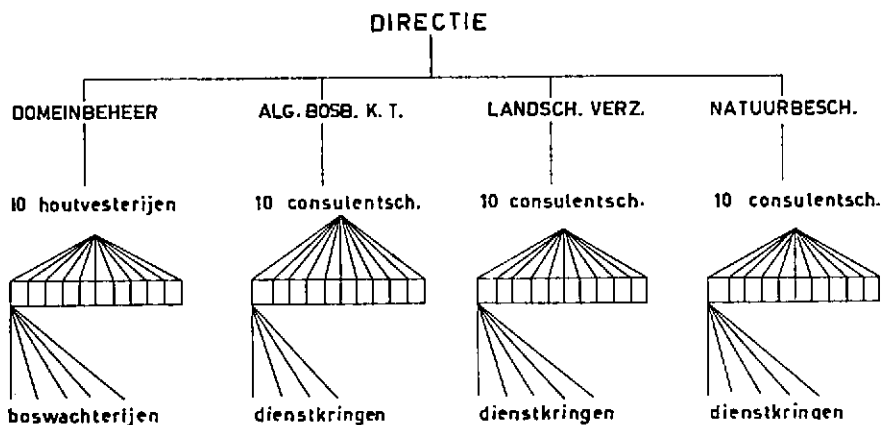 DIRECTIE
DOMEINBEHEER ALG. BOSB. K. T. LANDSCH. VERZ. NATUURBESCH.
10 houtvesterijen 10 consulentsch. 10 consulentsch. 10 consulentsch.
boswachterijen dienstkringen dienstkringen dienstkringen